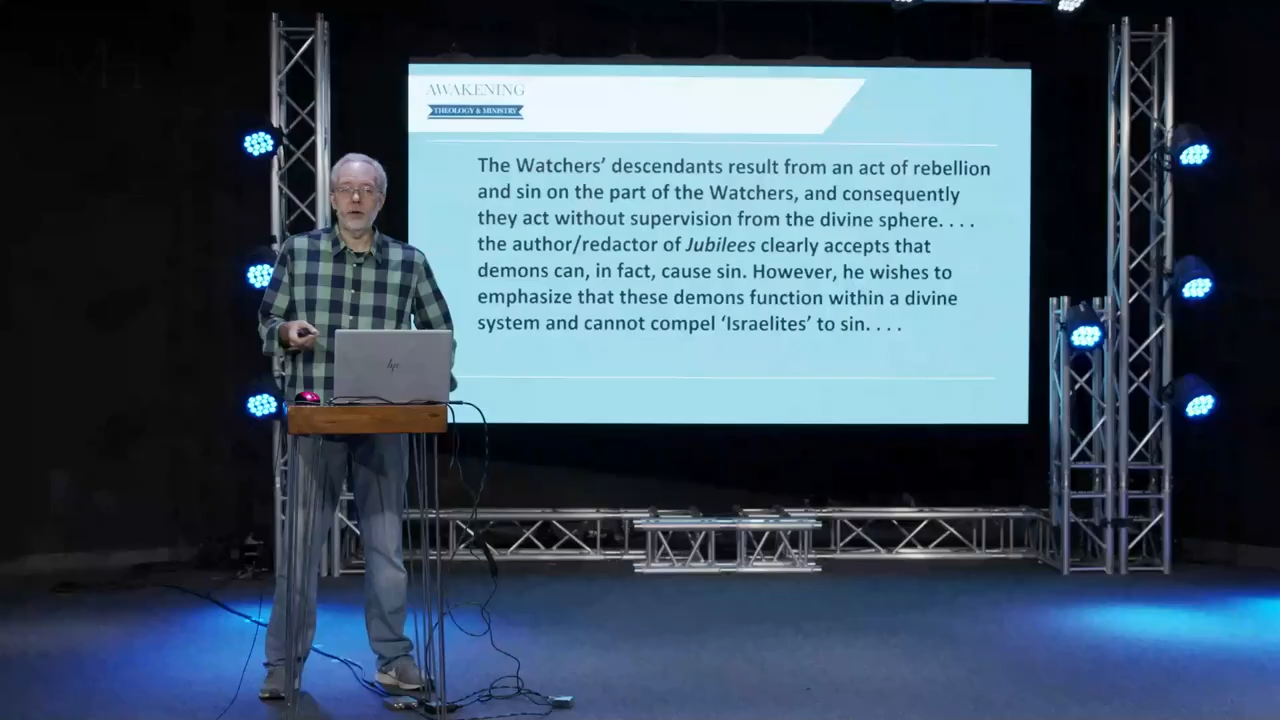 AWAKENING
THEOLOGY & MINISTRY
The Watchers’ descendants result from an act of rebellion
and sin on the part of the Watchers, and consequently
they act without supervision from the divine sphere. . . .
the author/redactor of Jubilees clearly accepts that
demons can, in fact, cause sin. However, he wishes to
emphasize that these demons function within a divine
system and cannot compel ‘Israelites’ to sin. . . .
hp
MH